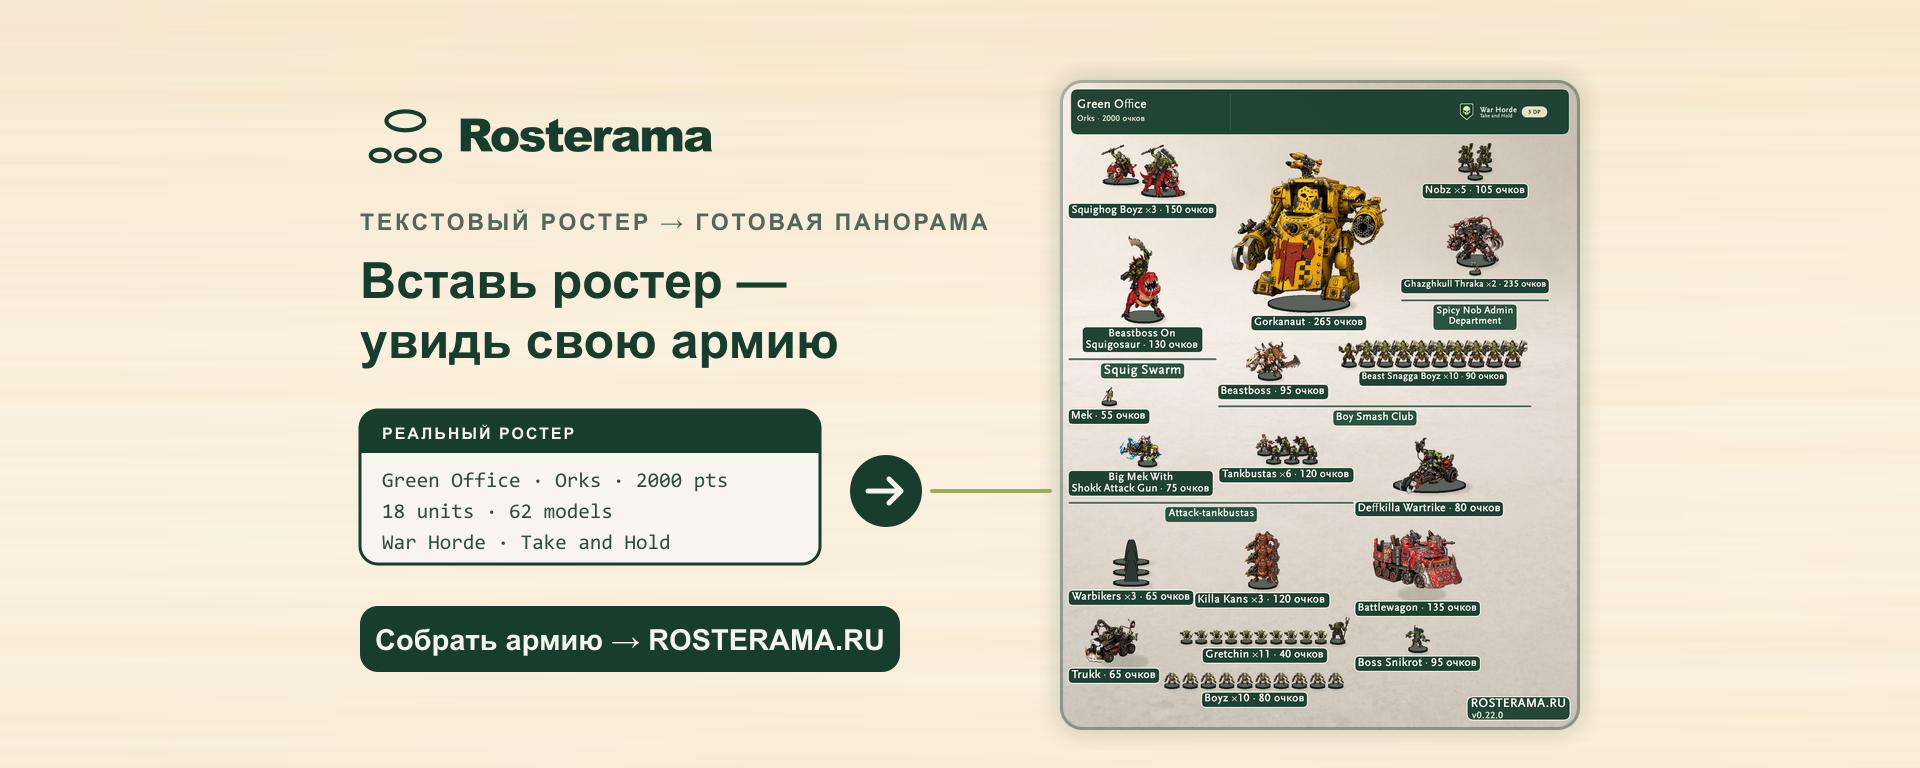 Rosterama
ТЕКСТОВЫЙ РОСТЕР → ГОТОВАЯ ПАНОРАМА
Вставь ростер —
увидь свою армию
РЕАЛЬНЫЙ РОСТЕР
Green Office · Orks · 2000 pts
18 units · 62 models
War Horde · Take and Hold
Собрать армию → ROSTERAMA.RU
Green Office
Orks · 2000 очков
War Horde
Take and Hold
3 DP
Squighog Boyz ×3 · 150 очков
Nobz ×5 · 105 очков
Ghazghkull Thraka ×2 · 235 очков
Spicy Nob Admin
Department
Gorkanaut · 265 очков
Beastboss On
Squigosaur · 130 очков
Squig Swarm
Beastboss · 95 очков
Beast Snagga Boyz ×10 · 90 очков
Boy Smash Club
Mek · 55 очков
Big Mek With
Shokk Attack Gun · 75 очков
Tankbustas ×6 · 120 очков
Attack-tankbustas
Deffkilla Wartrike · 80 очков
Warbikers ×3 · 65 очков
Killa Kans ×3 · 120 очков
Battlewagon · 135 очков
Trukk · 65 очков
Gretchin ×11 · 40 очков
Boss Snikrot · 95 очков
Boyz ×10 · 80 очков
ROSTERAMA.RU
v0.22.0